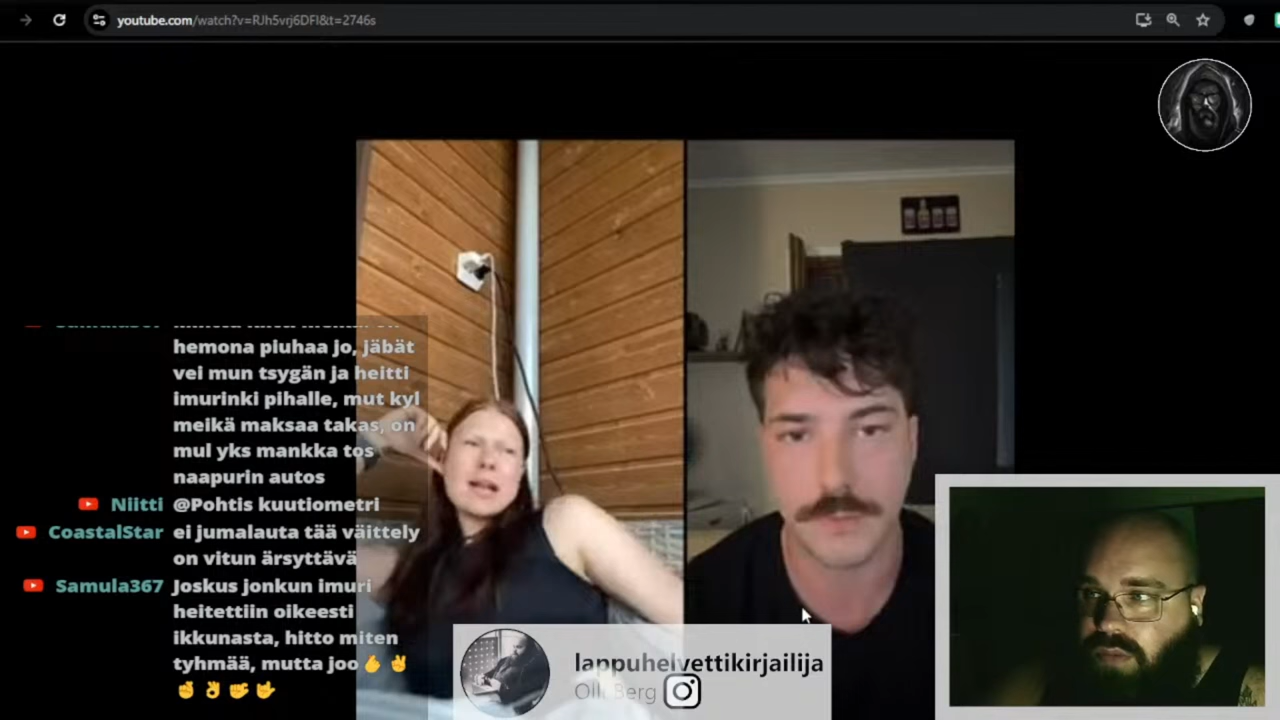 youtube.com/watch?v=RJh5vrj6DFI&t=2746s
hemona piuhaa jo, jäbät
vei mun tsygän ja heitti
imurinki pihalle, mut kyl
meikä maksaa takas, on
mul yks mankka tos
naapurin autos
Niitti @Pohtis kuutiometri
CoastalStar ei jumalauta tää väittely
on vitun ärsyttävä
Samula367 Joskus jonkun imuri
heitettiin oikeesti
ikkunasta, hitto miten
tyhmää, mutta joo
lappuhelvettikirjailija
Olli Berg